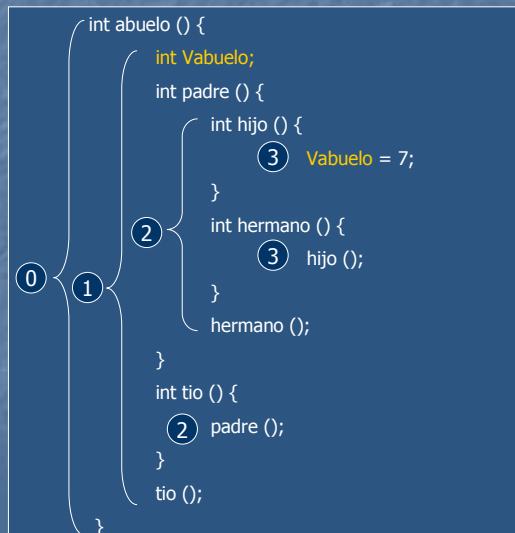 int abuelo () {
int Vabuelo;
int padre () {
int hijo () {
3 Vabuelo = 7;
}
2 int hermano () {
3 hijo ();
0 1 }
hermano ();
}
int tio () {
2 padre ();
}
tio ();
}